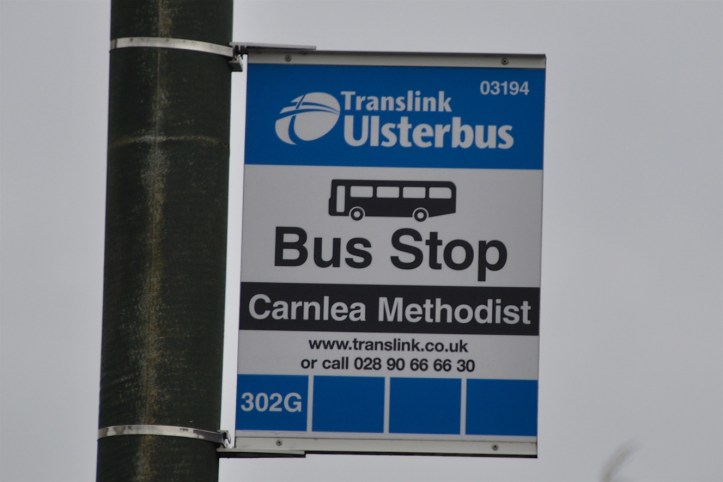 03194
Translink
Ulsterbus
Bus Stop
Carnlea Methodist
www.translink.co.uk
or call 028 90 66 66 30
302G